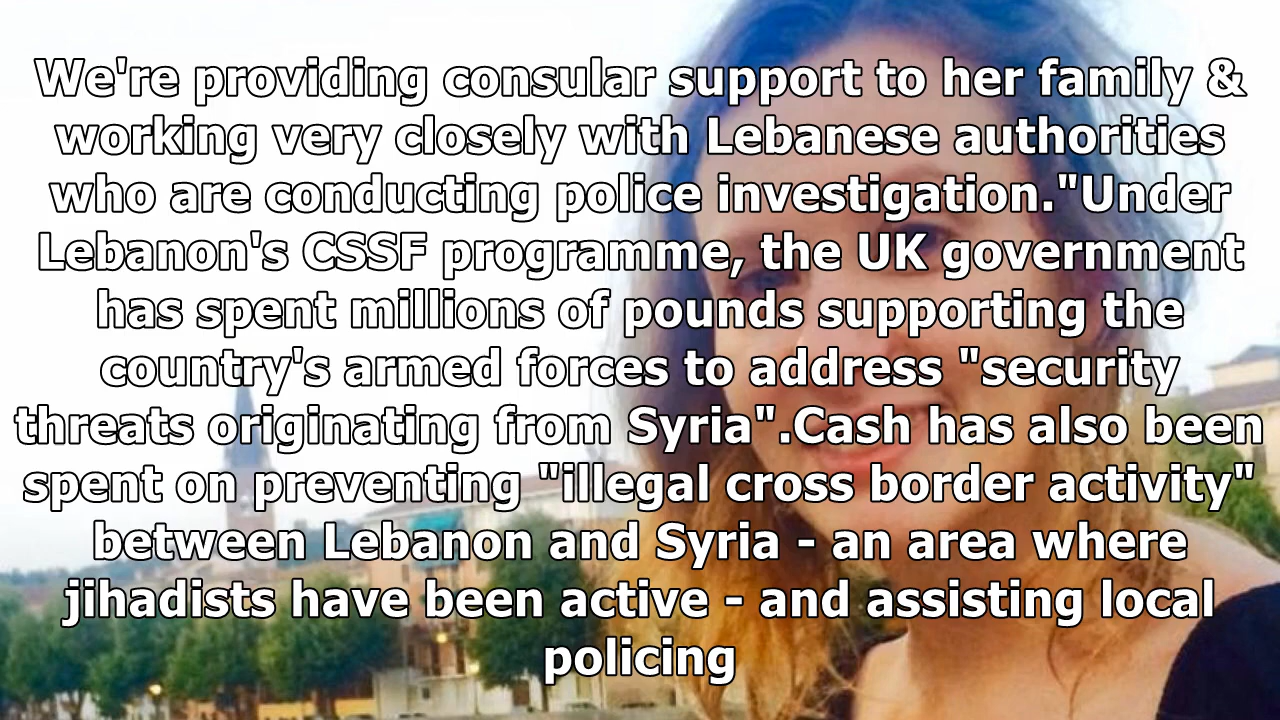 We're providing consular support to her family &
working very closely with Lebanese authorities
who are conducting police investigation."Under
Lebanon's CSSF programme, the UK government
has spent millions of pounds supporting the
country's armed forces to address "security
threats originating from Syria".Cash has also been
spent on preventing "illegal cross border activity"
between Lebanon and Syria - an area where
jihadists have been active - and assisting local
policing